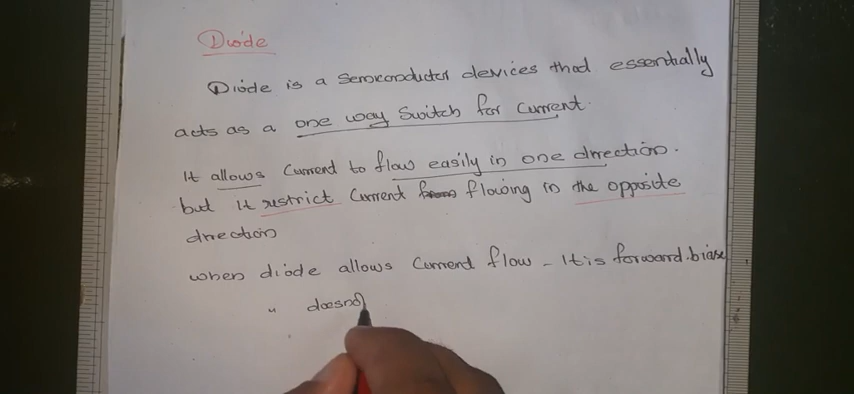 Diode
Diode is a Semiconductor devices that essentially
acts as a one way Switch for Current.
It allows Current to flow easily in one direction.
but it restrict Current from flowing in the opposite
direction
when diode allows Current flow - It is forward.biase
" doesno